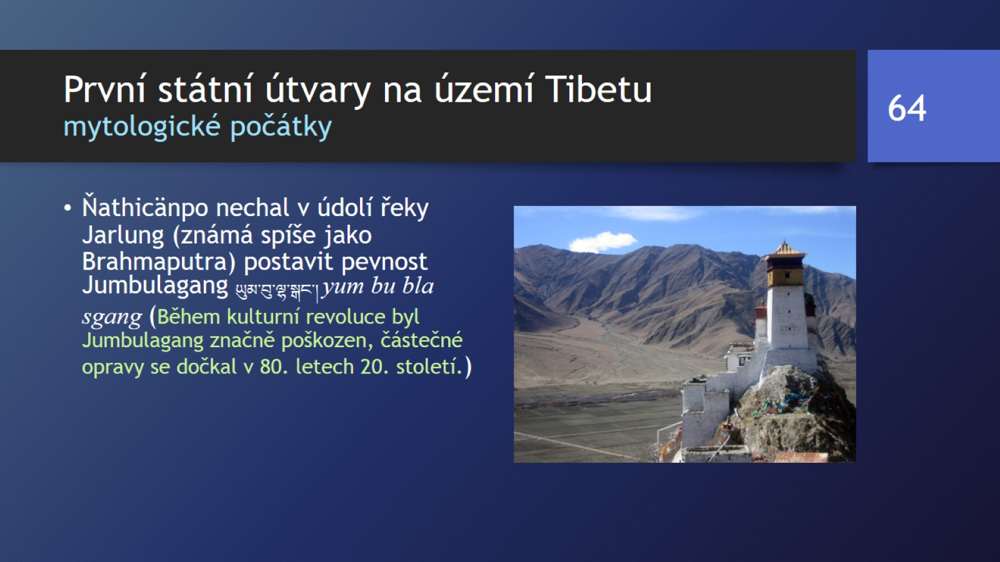 První státní útvary na území Tibetu
mytologické počátky
64
• Ňathicänpo nechal v údolí řeky
Jarlung (známá spíše jako
Brahmaputra) postavit pevnost
Jumbulagang ཡུམ་བུ་ལྷ་སྒང་། yum bu bla
sgang (Během kulturní revoluce byl
Jumbulagang značně poškozen, částečné
opravy se dočkal v 80. letech 20. století.)